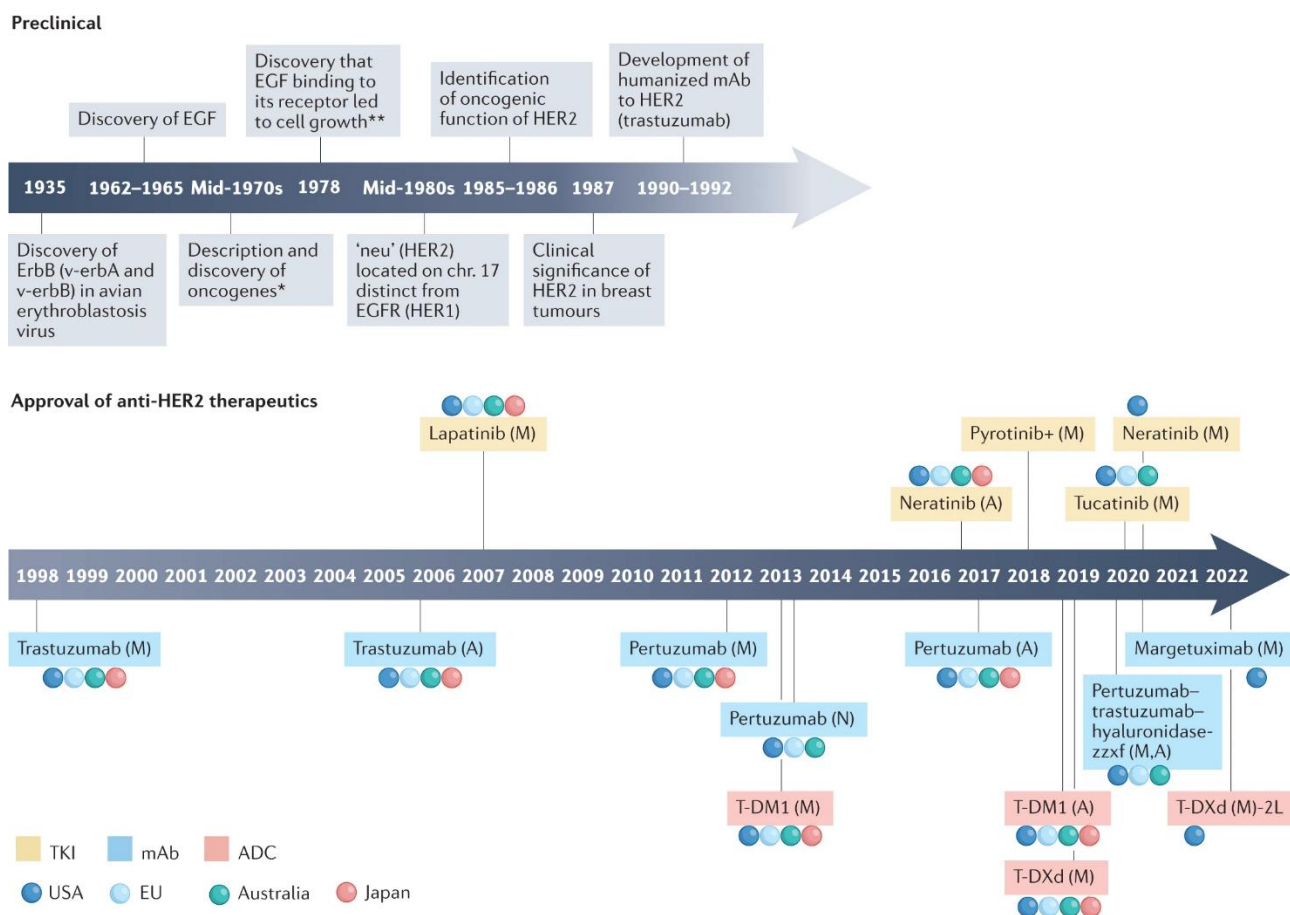 Preclinical
Discovery of EGF
Discovery that
EGF binding to
its receptor led
to cell growth**
Identification
of oncogenic
function of HER2
Development of
humanized mAb
to HER2
(trastuzumab)
1935 1962–1965 Mid-1970s 1978 Mid-1980s 1985–1986 1987 1990–1992
Discovery of
ErbB (v-erbA and
v-erbB) in avian
erythroblastosis
virus
Description and
discovery of
oncogenes*
‘neu’ (HER2)
located on chr. 17
distinct from
EGFR (HER1)
Clinical
significance of
HER2 in breast
tumours
Approval of anti-HER2 therapeutics
Lapatinib (M)
Pyrotinib+ (M)
Neratinib (M)
Neratinib (A)
Tucatinib (M)
1998 1999 2000 2001 2002 2003 2004 2005 2006 2007 2008 2009 2010 2011 2012 2013 2014 2015 2016 2017 2018 2019 2020 2021 2022
Trastuzumab (M)
Trastuzumab (A)
Pertuzumab (M)
Pertuzumab (A)
Margetuximab (M)
Pertuzumab (N)
Pertuzumab–
trastuzumab–
hyaluronidase-
zzxf (M,A)
T-DM1 (M)
T-DM1 (A)
T-DXd (M)-2L
T-DXd (M)
TKI mAb ADC
USA EU Australia Japan